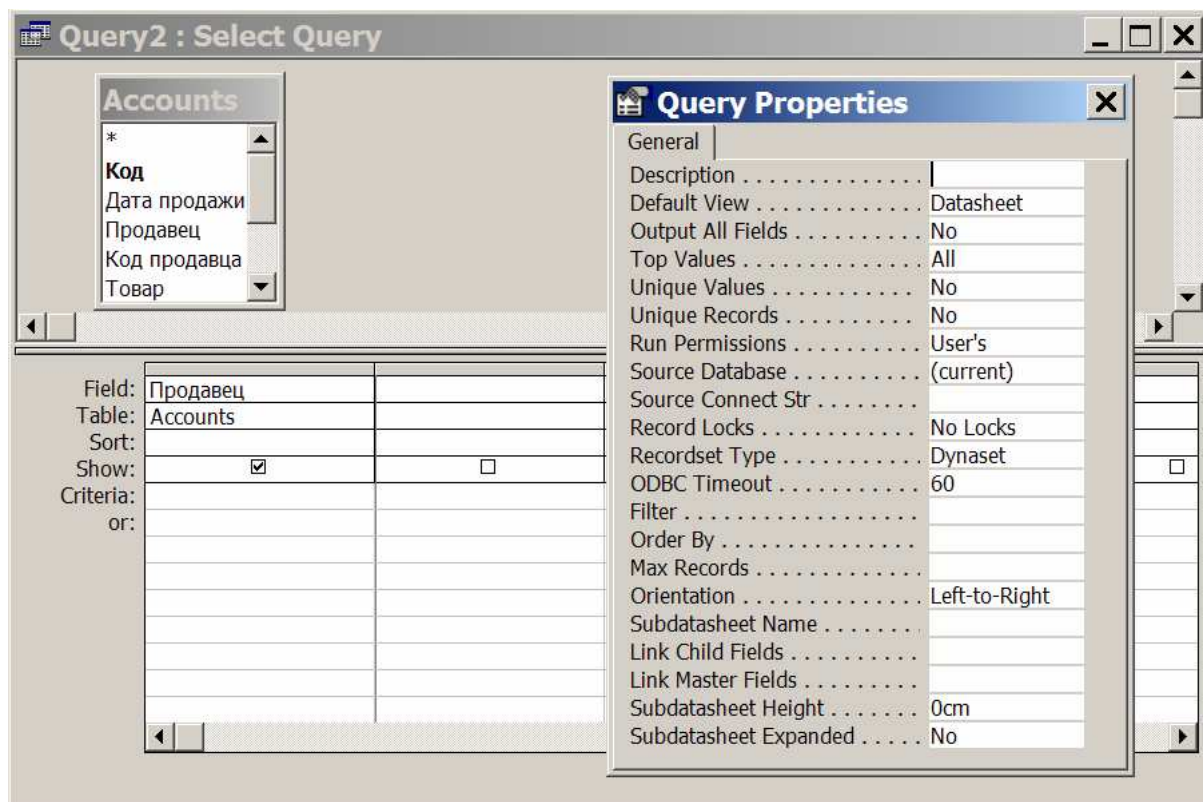 Query2 : Select Query
Accounts
*
Код
Дата продажи
Продавец
Код продавца
Товар
Field: Продавец
Table: Accounts
Sort:
Show:
Criteria:
or:
Query Properties
General
Description . . . . . . . . . . . . . .
Default View . . . . . . . . . . . . . Datasheet
Output All Fields . . . . . . . . . . No
Top Values . . . . . . . . . . . . . . All
Unique Values . . . . . . . . . . . No
Unique Records . . . . . . . . . . No
Run Permissions . . . . . . . . . . User's
Source Database . . . . . . . . . . (current)
Source Connect Str . . . . . . . .
Record Locks . . . . . . . . . . . . No Locks
Recordset Type . . . . . . . . . . . Dynaset
ODBC Timeout . . . . . . . . . . . 60
Filter . . . . . . . . . . . . . . . . . .
Order By . . . . . . . . . . . . . . .
Max Records . . . . . . . . . . . . .
Orientation . . . . . . . . . . . . . . Left-to-Right
Subdatasheet Name . . . . . . . .
Link Child Fields . . . . . . . . . .
Link Master Fields . . . . . . . . .
Subdatasheet Height . . . . . . . 0cm
Subdatasheet Expanded . . . . . No